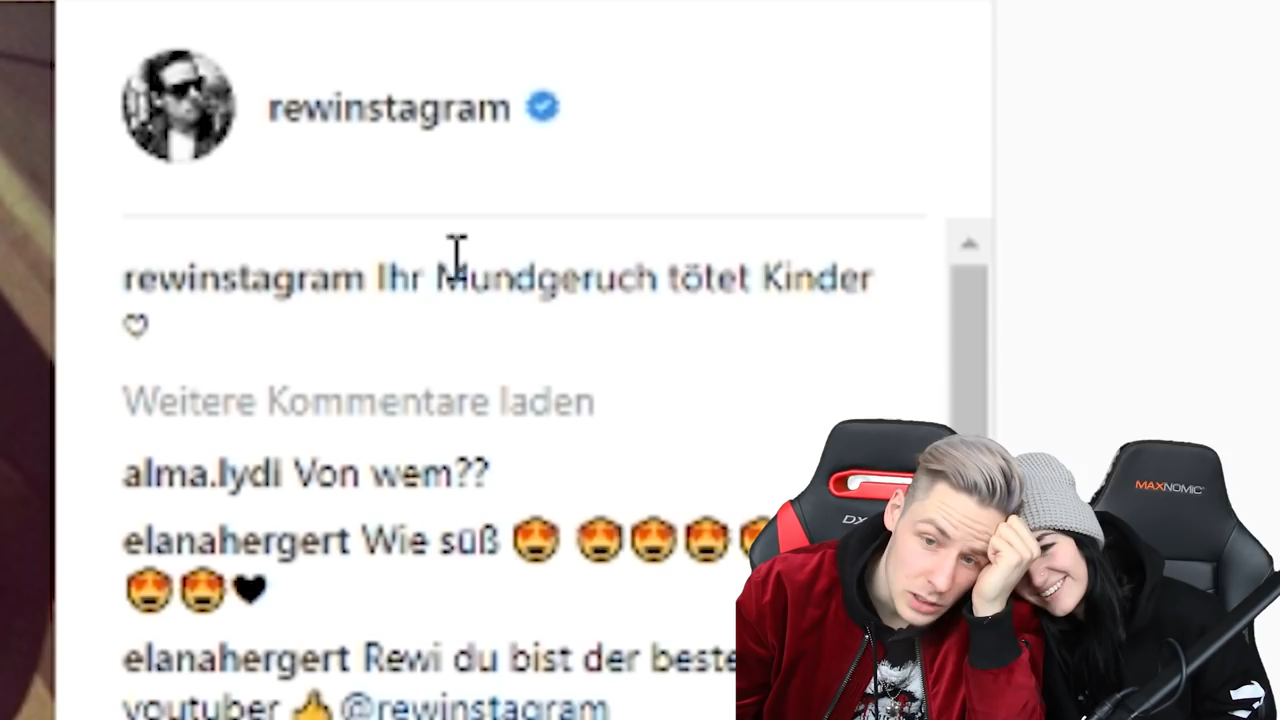 rewinstagram
rewinstagram Ihr Mundgeruch tötet Kinder
♡
Weitere Kommentare laden
alma.lydi Von wem??
elanahergert Wie süß 😍 😍😍😍
😍😍🖤
elanahergert Rewi du bist der beste
youtuber 👍@rewinstagram
DX
MAXNOMIC